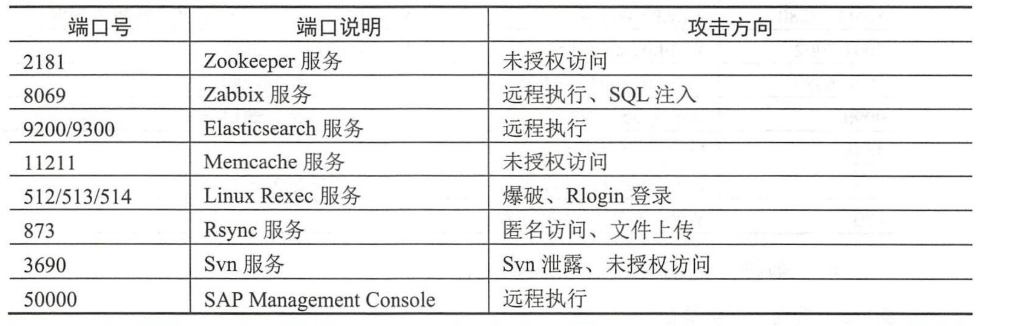 端口号 端口说明 攻击方向
2181 Zookeeper 服务 未授权访问
8069 Zabbix 服务 远程执行、SQL 注入
9200/9300 Elasticsearch 服务 远程执行
11211 Memcache 服务 未授权访问
512/513/514 Linux Rexec 服务 爆破、Rlogin 登录
873 Rsync 服务 匿名访问、文件上传
3690 Svn 服务 Svn 泄露、未授权访问
50000 SAP Management Console 远程执行